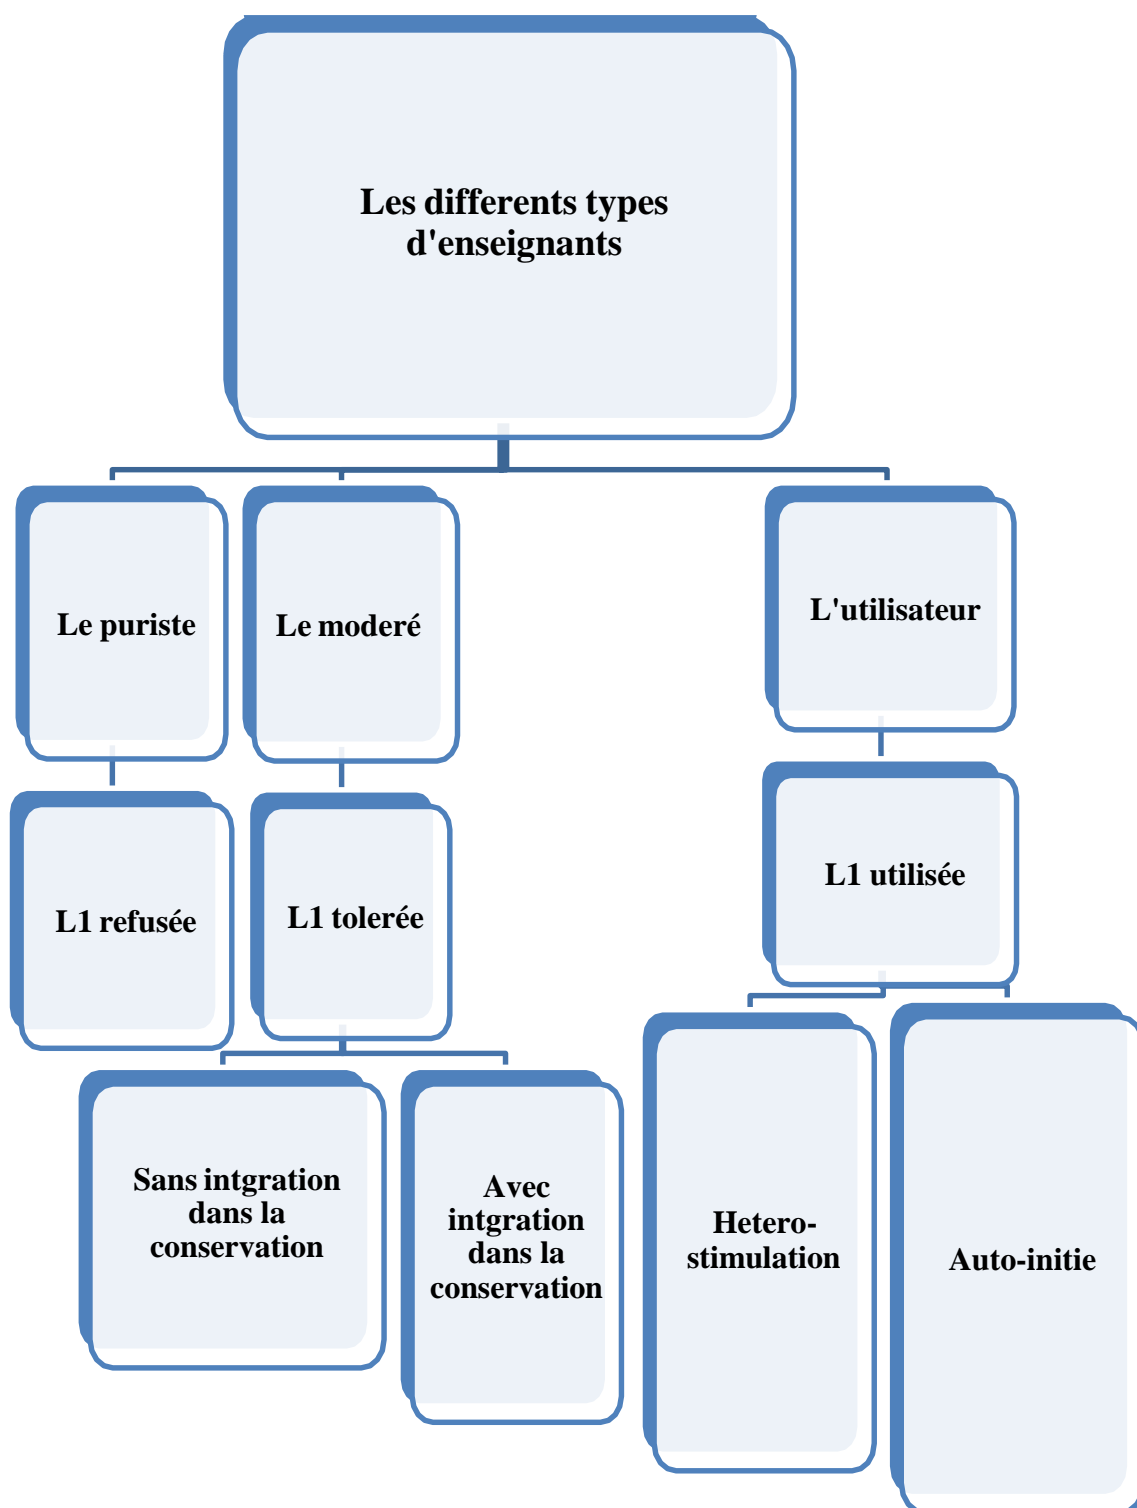 Les differents types
d'enseignants
Le puriste
Le moderé
L'utilisateur
L1 refusée
L1 tolerée
L1 utilisée
Sans intgration
dans la
conservation
Avec
intgration
dans la
conservation
Hetero-
stimulation
Auto-initie